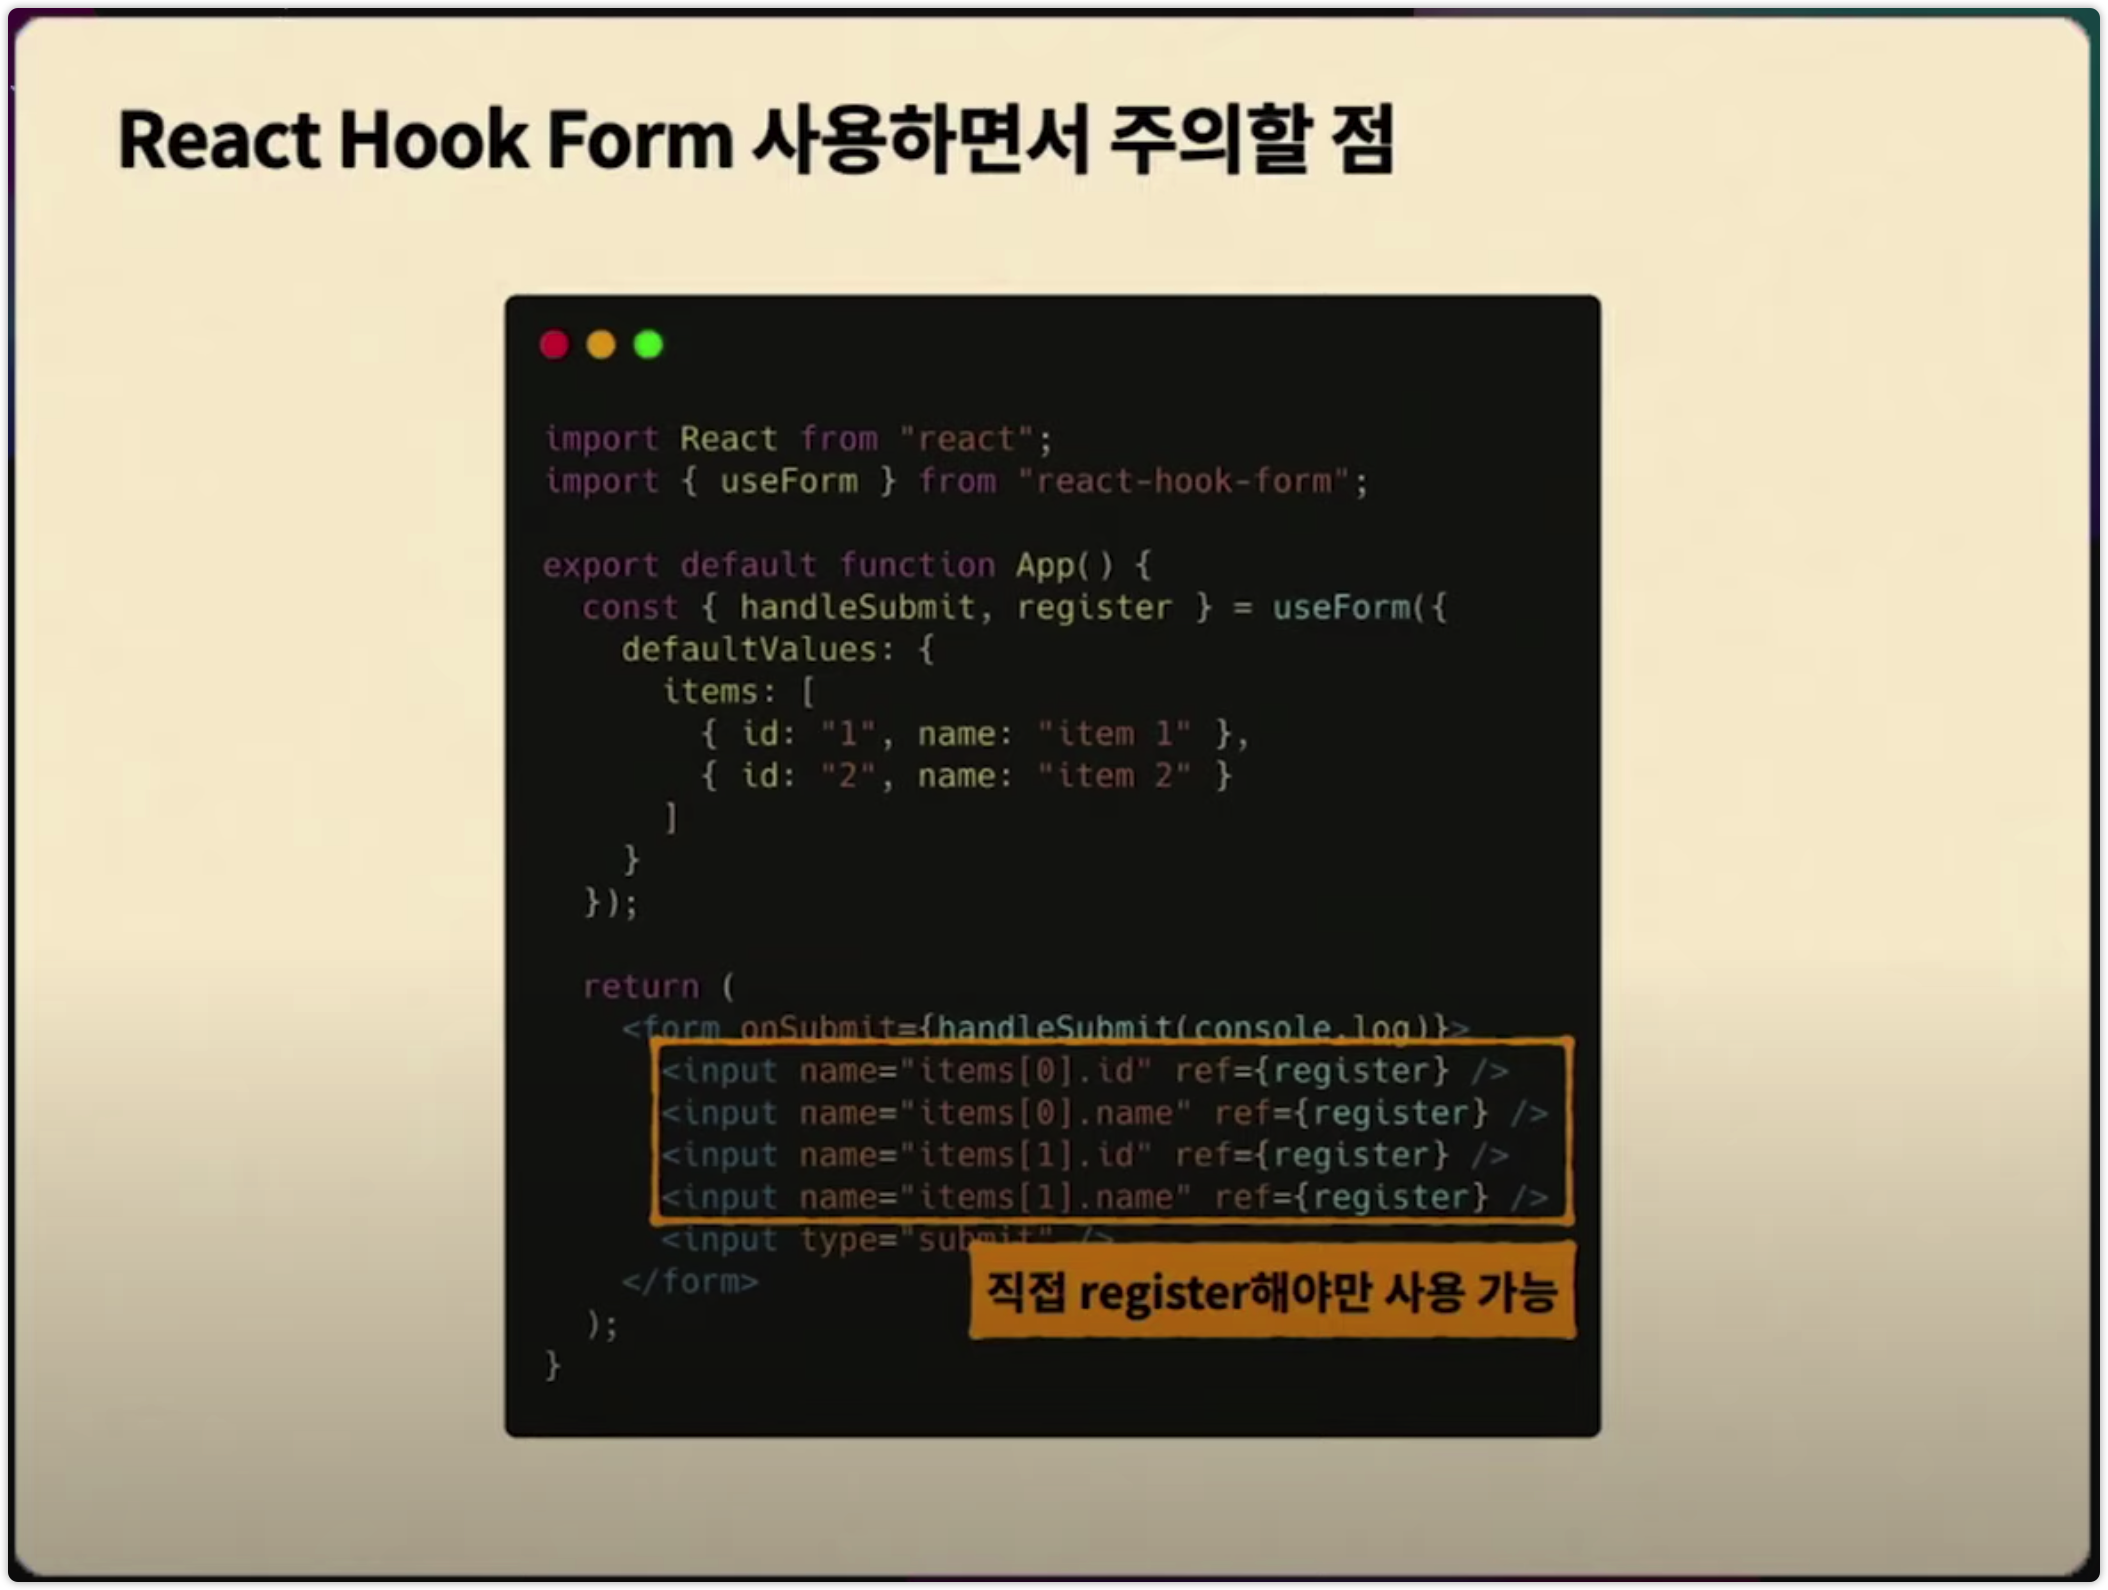 React Hook Form 사용하면서 주의할 점
import React from "react";
import { useForm } from "react-hook-form";
export default function App() {
const { handleSubmit, register } = useForm({
defaultValues: {
items: [
{ id: "1", name: "item 1" },
{ id: "2", name: "item 2" }
]
}
});
return (
<form onSubmit={handleSubmit(console.log)}>
<input name="items[0].id" ref={register} />
<input name="items[0].name" ref={register} />
<input name="items[1].id" ref={register} />
<input name="items[1].name" ref={register} />
<input type="submit" />
</form>
직접 register해야만 사용 가능
);
}